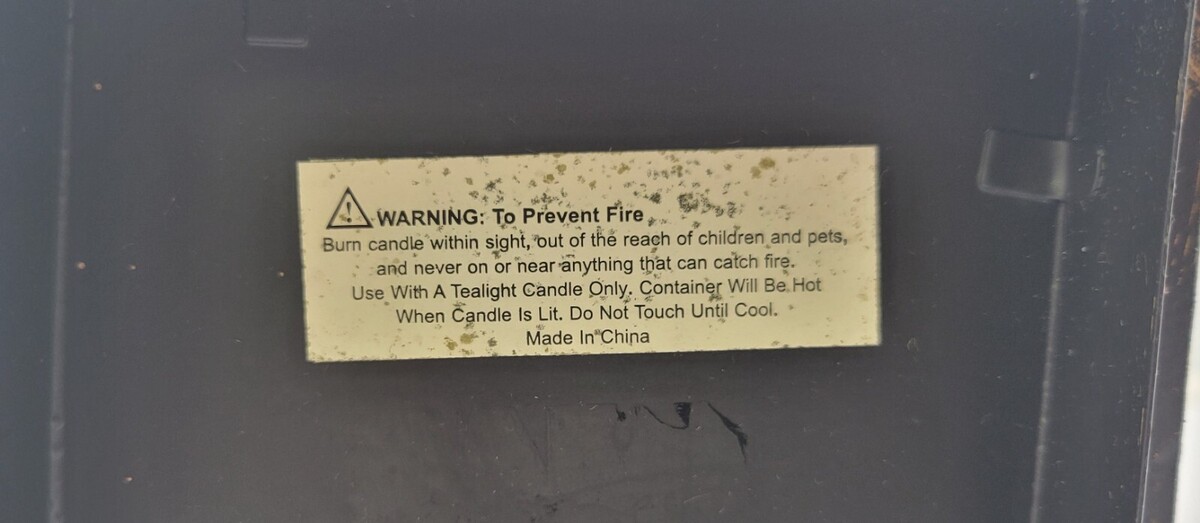 WARNING: To Prevent Fire
Burn candle within sight, out of the reach of children and pets,
and never on or near anything that can catch fire.
Use With A Tealight Candle Only. Container Will Be Hot
When Candle Is Lit. Do Not Touch Until Cool.
Made In China